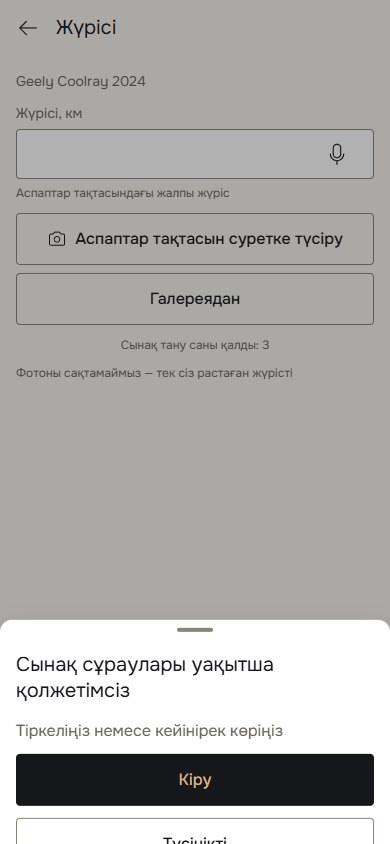 Жүрісі
Geely Coolray 2024
Жүрісі, км
Аспаптар тақтасындағы жалпы жүріс
Аспаптар тақтасын суретке түсіру
Галереядан
Сынақ тану саны қалды: 3
Фотоны сақтамаймыз — тек сіз растаған жүрісті
Сынақ сұраулары уақытша
қолжетімсіз
Тіркеліңіз немесе кейінірек көріңіз
Кіру
Түсінікті